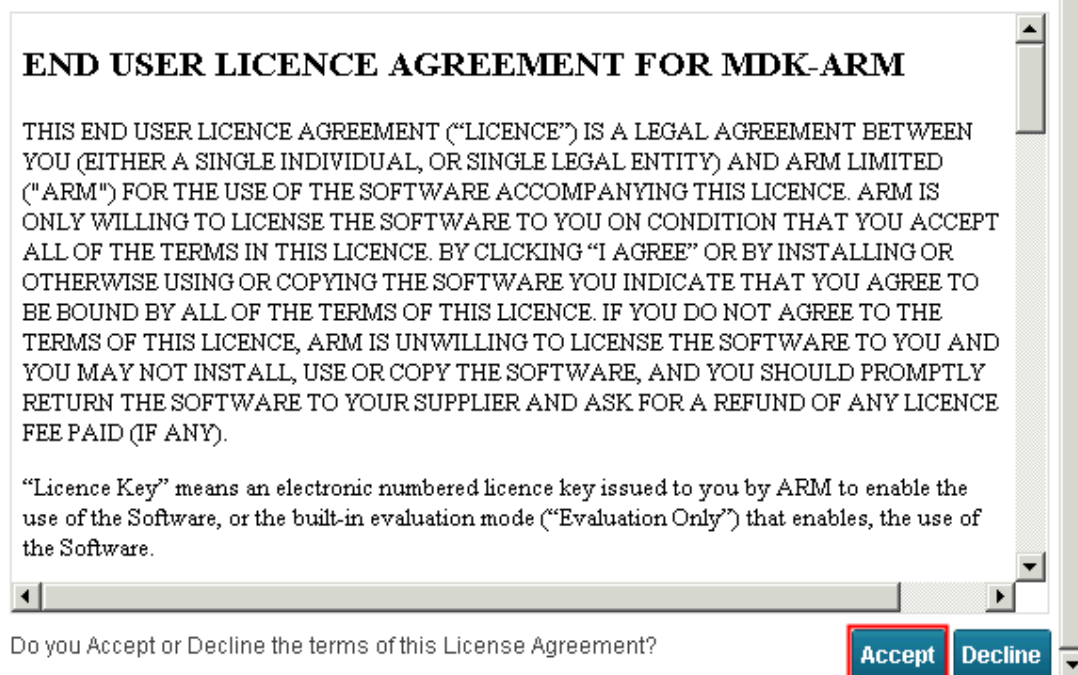 END USER LICENCE AGREEMENT FOR MDK-ARM
THIS END USER LICENCE AGREEMENT (“LICENCE”) IS A LEGAL AGREEMENT BETWEEN
YOU (EITHER A SINGLE INDIVIDUAL, OR SINGLE LEGAL ENTITY) AND ARM LIMITED
("ARM") FOR THE USE OF THE SOFTWARE ACCOMPANYING THIS LICENCE. ARM IS
ONLY WILLING TO LICENSE THE SOFTWARE TO YOU ON CONDITION THAT YOU ACCEPT
ALL OF THE TERMS IN THIS LICENCE. BY CLICKING “I AGREE” OR BY INSTALLING OR
OTHERWISE USING OR COPYING THE SOFTWARE YOU INDICATE THAT YOU AGREE TO
BE BOUND BY ALL OF THE TERMS OF THIS LICENCE. IF YOU DO NOT AGREE TO THE
TERMS OF THIS LICENCE, ARM IS UNWILLING TO LICENSE THE SOFTWARE TO YOU AND
YOU MAY NOT INSTALL, USE OR COPY THE SOFTWARE, AND YOU SHOULD PROMPTLY
RETURN THE SOFTWARE TO YOUR SUPPLIER AND ASK FOR A REFUND OF ANY LICENCE
FEE PAID (IF ANY).
“Licence Key” means an electronic numbered licence key issued to you by ARM to enable the
use of the Software, or the built-in evaluation mode (“Evaluation Only”) that enables, the use of
the Software.
Do you Accept or Decline the terms of this License Agreement?
Accept
Decline